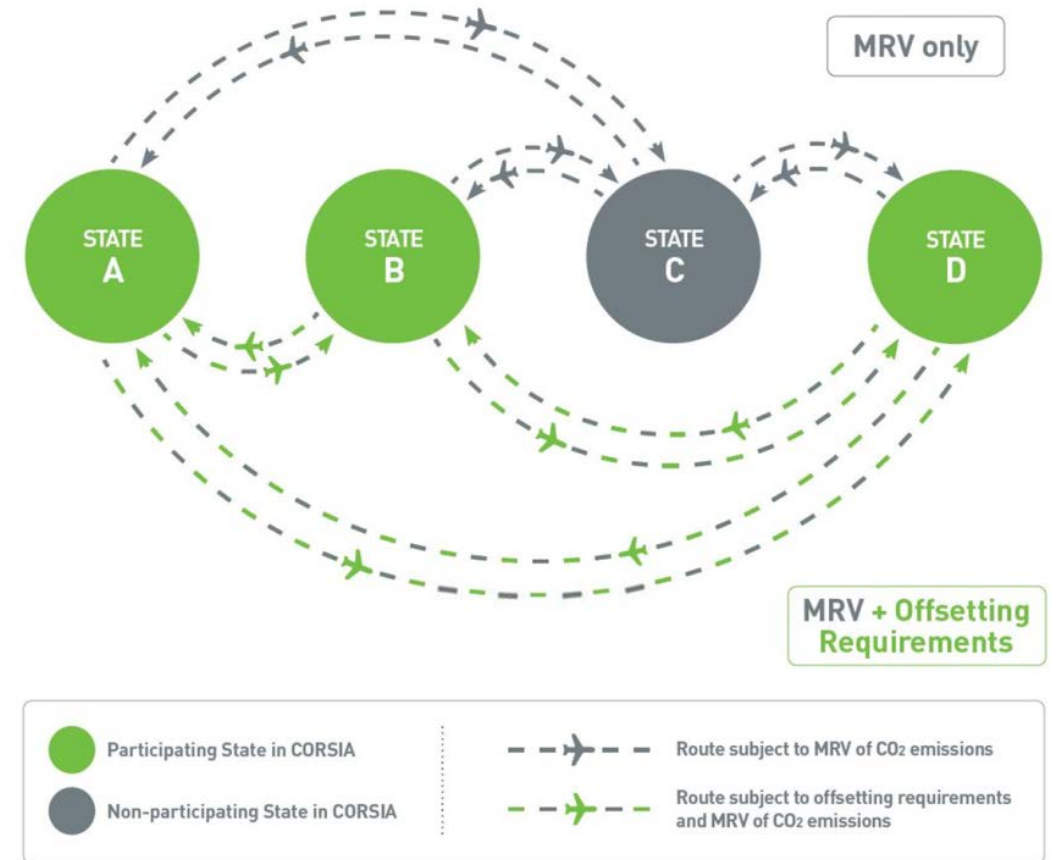 MRV only
STATE
A
STATE
B
STATE
C
STATE
D
MRV + Offsetting
Requirements
Participating State in CORSIA
Non-participating State in CORSIA
Route subject to MRV of CO₂ emissions
Route subject to offsetting requirements
and MRV of CO₂ emissions